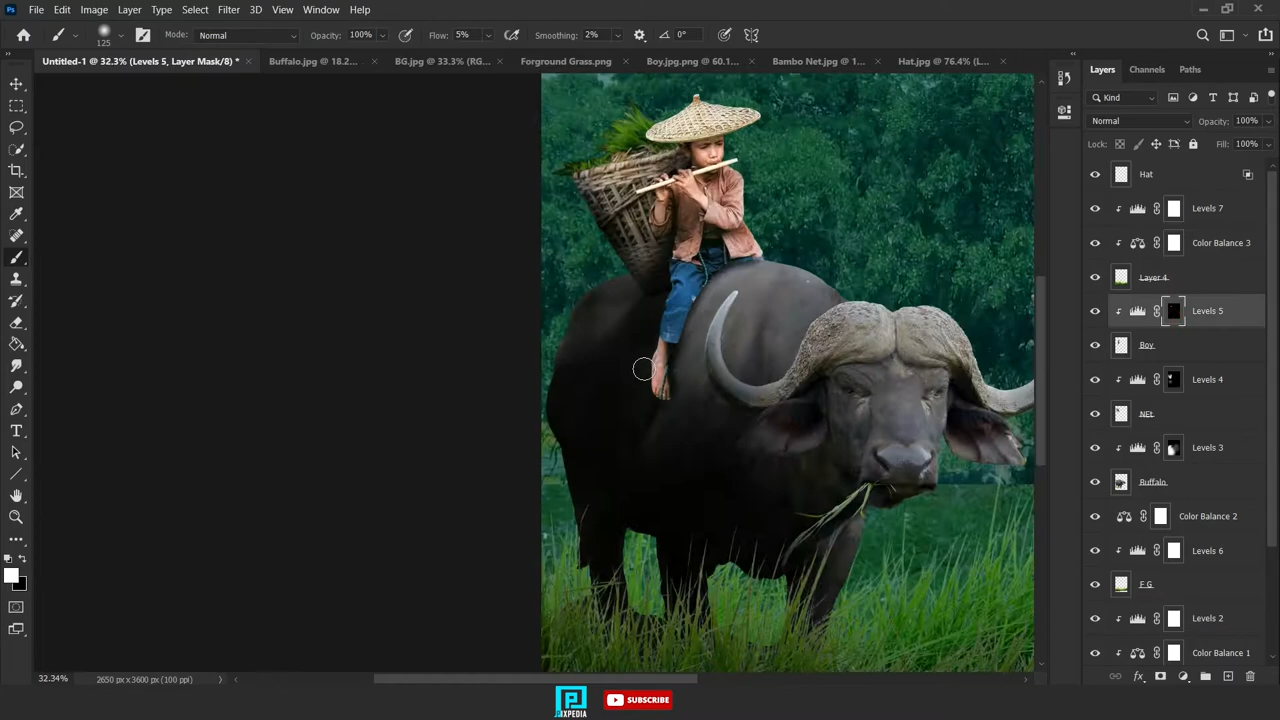 Ps File Edit Image Layer Type Select Filter 3D View Window Help
125 Mode: Normal Opacity: 100% Flow: 5% Smoothing: 2% 0°
Untitled-1 @ 32.3% (Levels 5, Layer Mask/8) * Buffalo.jpg @ 18.2... BG.jpg @ 33.3% (RG... Forground Grass.png Boy.jpg.png @ 60.1... Bambo Net.jpg @ 1... Hat.jpg @ 76.4% (L...
Layers Channels Paths
Kind
Normal Opacity: 100%
Lock: Fill: 100%
Hat
Levels 7
Color Balance 3
Layer 4
Levels 5
Boy
Levels 4
NEt
Levels 3
Buffalo
Color Balance 2
Levels 6
F G
Levels 2
Color Balance 1
32.34% 2650 px x 3600 px (100 ppi)
PIXPEDIA SUBSCRIBE